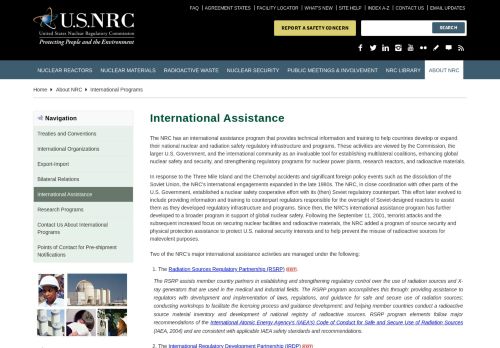 FAQ | AGREEMENT STATES | FACILITY LOCATOR | WHAT'S NEW | SITE HELP | INDEX A-Z | CONTACT US | EMAIL UPDATES
U.S.NRC
United States Nuclear Regulatory Commission
Protecting People and the Environment
REPORT A SAFETY CONCERN
SEARCH
NUCLEAR REACTORS NUCLEAR MATERIALS RADIOACTIVE WASTE NUCLEAR SECURITY PUBLIC MEETINGS & INVOLVEMENT NRC LIBRARY ABOUT NRC
Home ▸ About NRC ▸ International Programs
Navigation
Treaties and Conventions
International Organizations
Export-Import
Bilateral Relations
International Assistance
Research Programs
Contact Us About International
Programs
Points of Contact for Pre-shipment
Notifications
International Assistance
The NRC has an international assistance program that provides technical information and training to help countries develop or expand
their national nuclear and radiation safety regulatory infrastructure and programs. These activities are viewed by the Commission, the
larger U.S. Government, and the international community as an invaluable tool for establishing multilateral coalitions, enhancing global
nuclear safety and security, and strengthening regulatory programs for nuclear power plants, research reactors, and radioactive materials.
In response to the Three Mile Island and the Chernobyl accidents and significant foreign policy events such as the dissolution of the
Soviet Union, the NRC's international engagements expanded in the late 1980s. The NRC, in close coordination with other parts of the
U.S. Government, established a nuclear safety cooperative effort with its (then) Soviet regulatory counterpart. This effort later evolved to
include providing information and training to counterpart regulators responsible for the oversight of Soviet-designed reactors to assist
them as they developed regulatory infrastructure and programs. Since then, the NRC's international assistance program has further
developed to a broader program in support of global nuclear safety. Following the September 11, 2001, terrorist attacks and the
subsequent increased focus on securing nuclear facilities and radioactive materials, the NRC added a program of source security and
physical protection assistance to protect U.S. national security interests and to help prevent the misuse of radioactive sources for
malevolent purposes.
Two of the NRC's major international assistance activities are managed under the following:
1. The Radiation Sources Regulatory Partnership (RSRP)
The RSRP assists member country partners in establishing and strengthening regulatory control over the use of radiation sources and X-
ray generators that are used in the medical and industrial fields. The RSRP program accomplishes this through: providing assistance to
regulators with development and implementation of laws, regulations, and guidance for safe and secure use of radiation sources;
conducting workshops to facilitate the licensing process and guidance development; and helping member countries conduct a radioactive
source material inventory and development of national registry of radioactive sources. RSRP program elements follow major
recommendations of the International Atomic Energy Agency's (IAEA'S) Code of Conduct for Safe and Secure Use of Radiation Sources
(IAEA, 2004) and are consistent with applicable IAEA safety standards and recommendations.
2. The International Regulatory Development Partnership (IRDP)